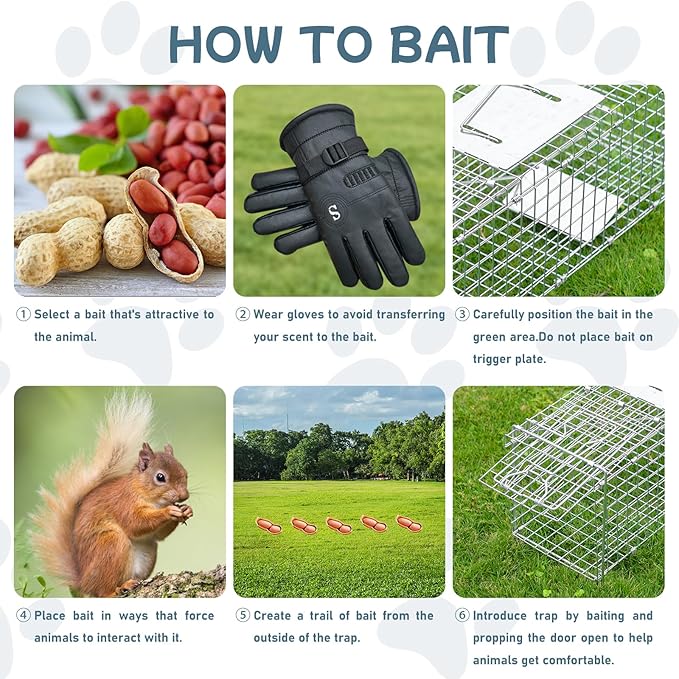 HOW TO BAIT
① Select a bait that's attractive to
the animal.
② Wear gloves to avoid transferring
your scent to the bait.
③ Carefully position the bait in the
green area.Do not place bait on
trigger plate.
④ Place bait in ways that force
animals to interact with it.
⑤ Create a trail of bait from the
outside of the trap.
⑥ Introduce trap by baiting and
propping the door open to help
animals get comfortable.
S